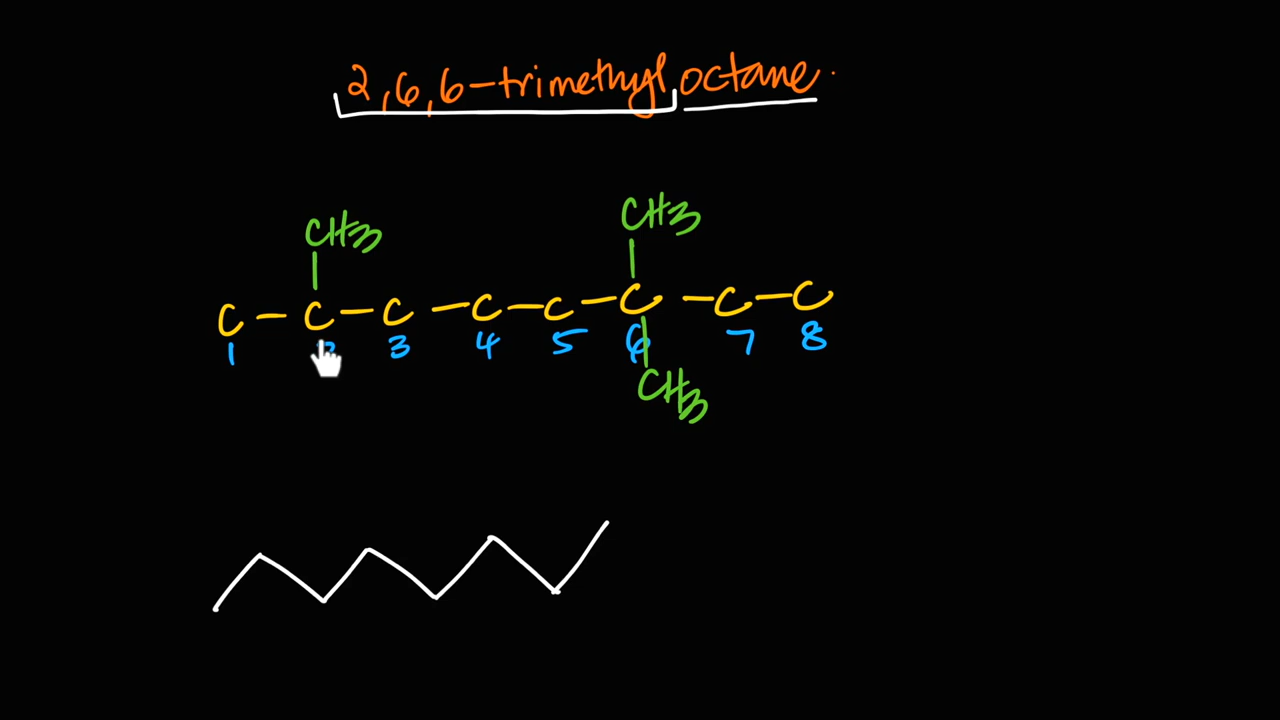 2,6,6-trimethyl octane.
CH3 CH3
C - C - C - C - C - C - C - C
1 2 3 4 5 6 7 8
CH3